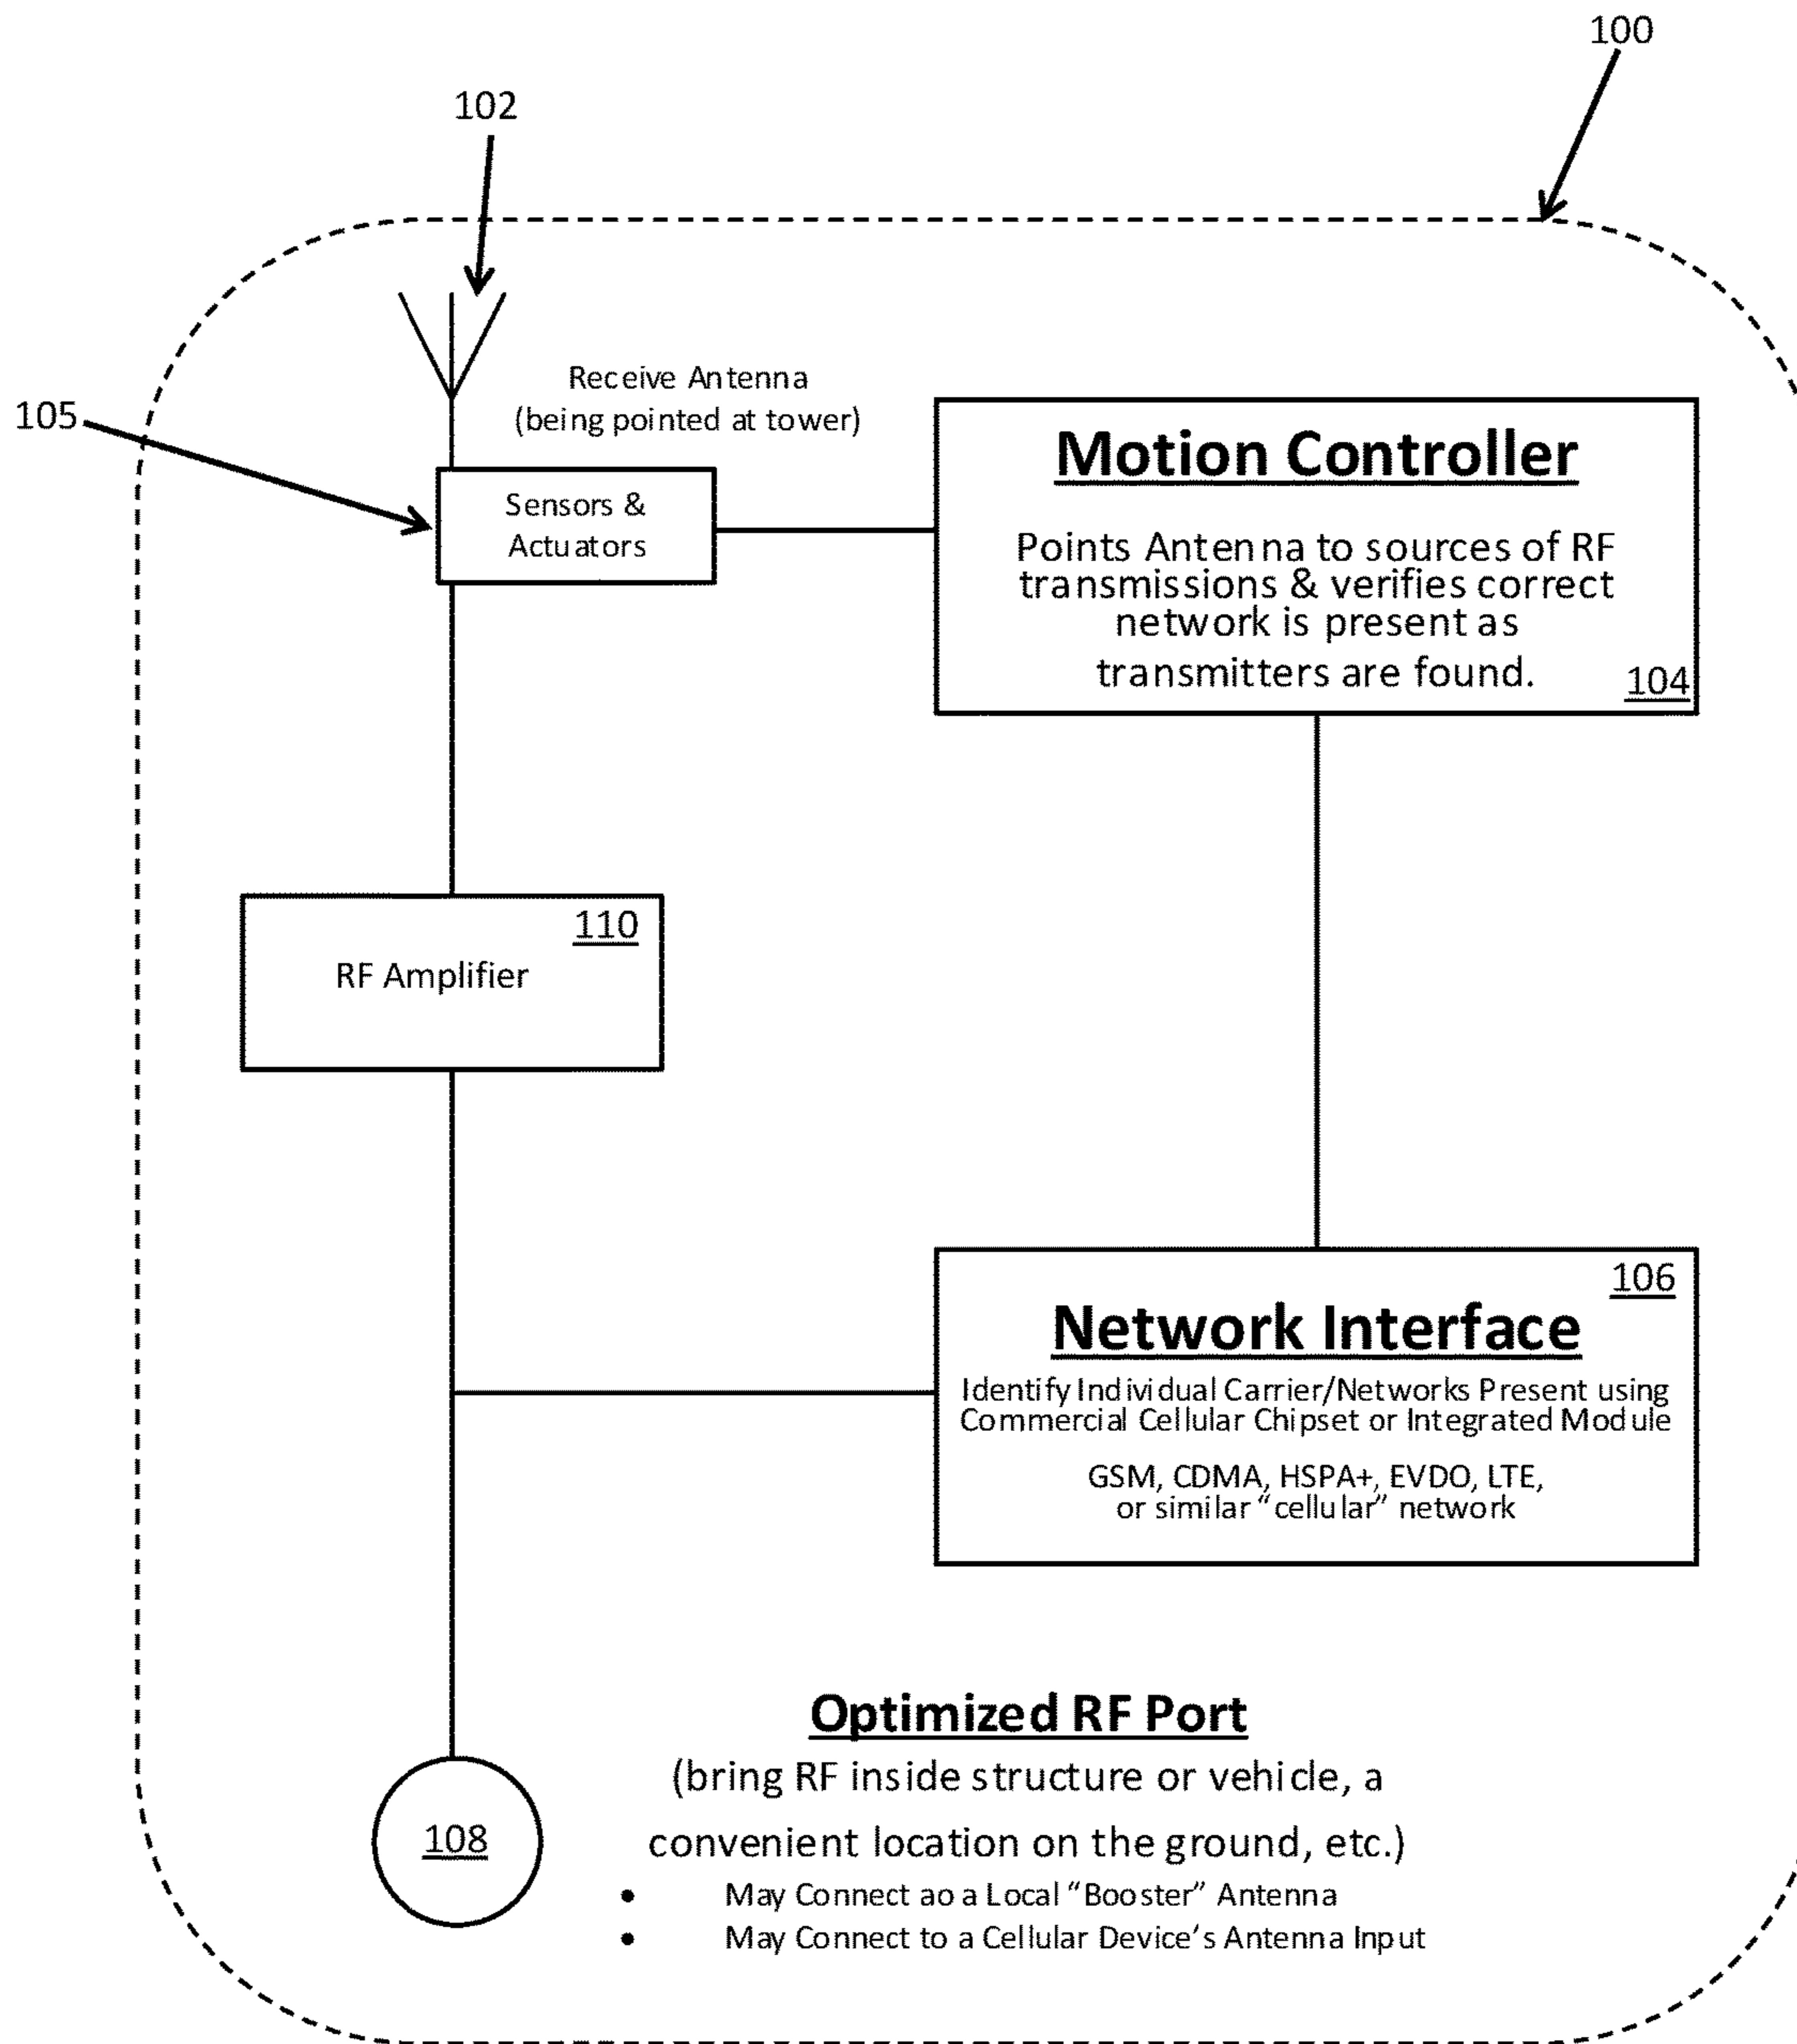 100
102
Receive Antenna
(being pointed at tower)
105
Sensors &
Actuators
Motion Controller
Points Antenna to sources of RF
transmissions & verifies correct
network is present as
transmitters are found.
104
110
RF Amplifier
106
Network Interface
Identify Individual Carrier/Networks Present using
Commercial Cellular Chipset or Integrated Module
GSM, CDMA, HSPA+, EVDO, LTE,
or similar “cellular” network
Optimized RF Port
(bring RF inside structure or vehicle, a
convenient location on the ground, etc.)
108
• May Connect ao a Local “Booster” Antenna
• May Connect to a Cellular Device’s Antenna Input